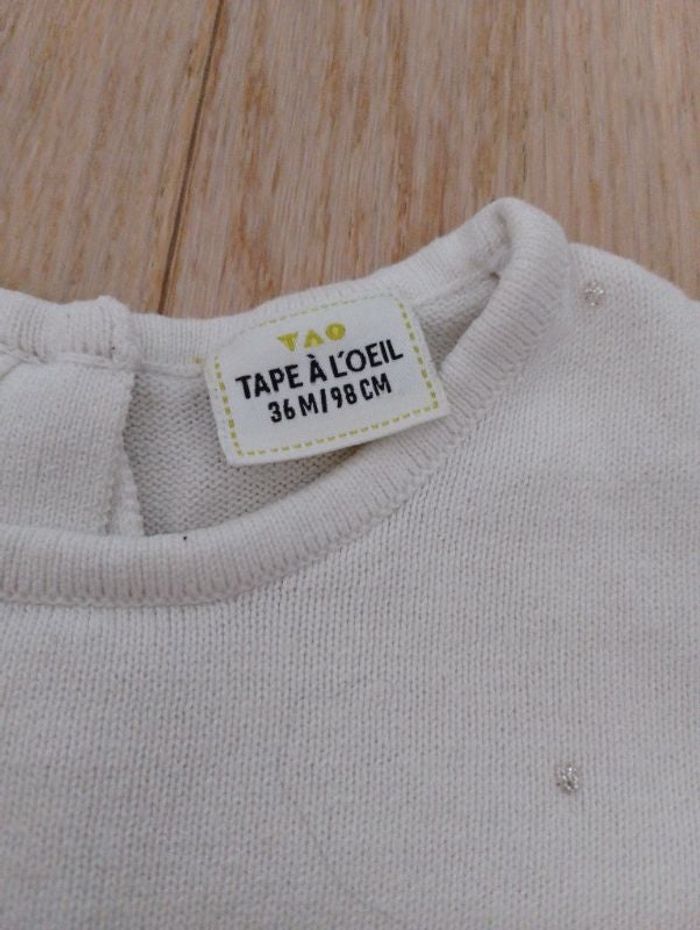 TAO
TAPE À L'OEIL
36 M/98 CM